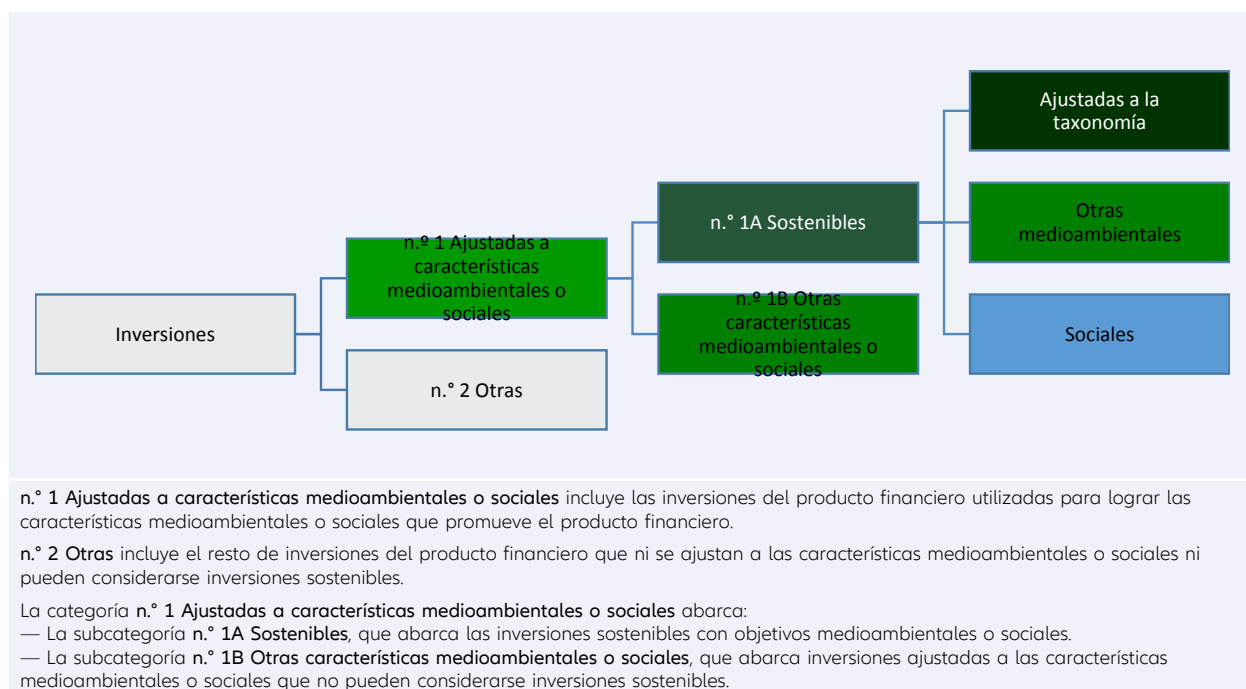 Inversiones
n.º 1 Ajustadas a
características
medioambientales o
sociales
n.° 2 Otras
n.° 1A Sostenibles
n.º 1B Otras
características
medioambientales o
sociales
Ajustadas a la
taxonomía
Otras
medioambientales
Sociales
n.° 1 Ajustadas a características medioambientales o sociales incluye las inversiones del producto financiero utilizadas para lograr las
características medioambientales o sociales que promueve el producto financiero.
n.° 2 Otras incluye el resto de inversiones del producto financiero que ni se ajustan a las características medioambientales o sociales ni
pueden considerarse inversiones sostenibles.
La categoría n.° 1 Ajustadas a características medioambientales o sociales abarca:
— La subcategoría n.° 1A Sostenibles, que abarca las inversiones sostenibles con objetivos medioambientales o sociales.
— La subcategoría n.° 1B Otras características medioambientales o sociales, que abarca inversiones ajustadas a las características
medioambientales o sociales que no pueden considerarse inversiones sostenibles.